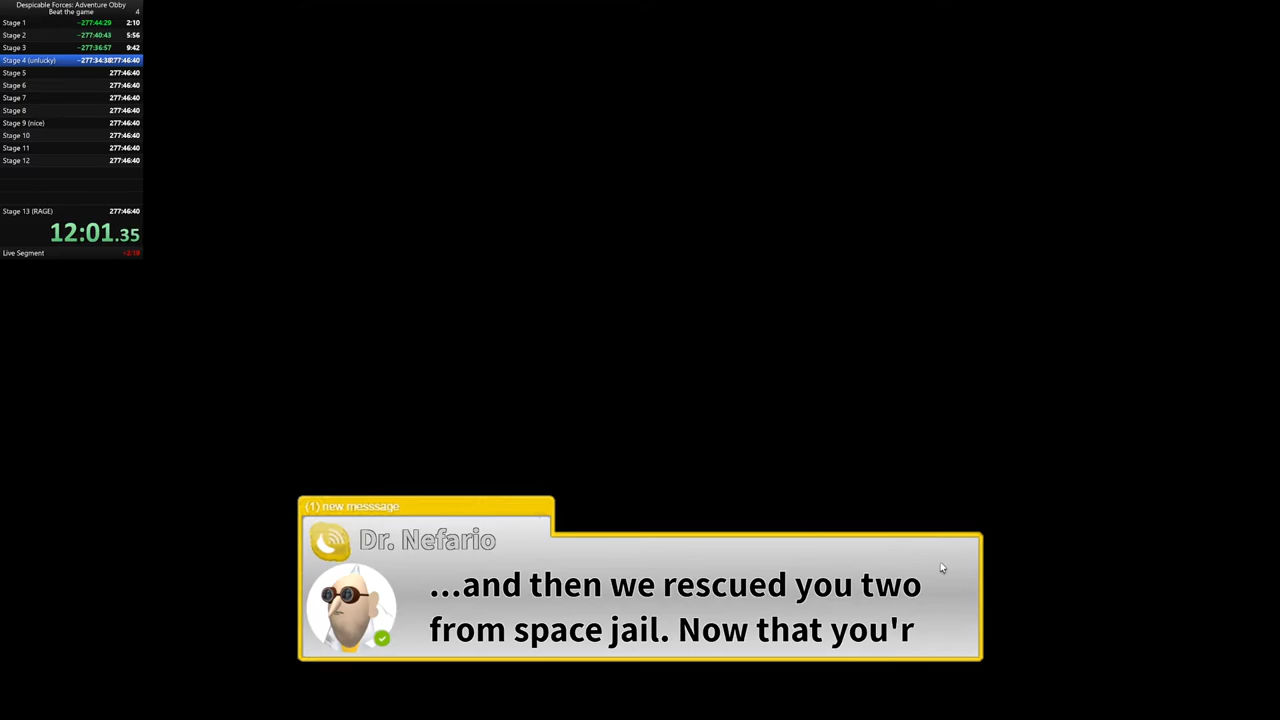 Despicable Forces: Adventure Obby
Beat the game 4
Stage 1 −277:44:29 2:10
Stage 2 −277:40:43 5:56
Stage 3 −277:36:57 9:42
Stage 4 (unlucky) −277:34:38 277:46:40
Stage 5 277:46:40
Stage 6 277:46:40
Stage 7 277:46:40
Stage 8 277:46:40
Stage 9 (nice) 277:46:40
Stage 10 277:46:40
Stage 11 277:46:40
Stage 12 277:46:40
Stage 13 (RAGE) 277:46:40
12:01.35
Live Segment +2:18
(1) new messsage
Dr. Nefario
...and then we rescued you two
from space jail. Now that you'r